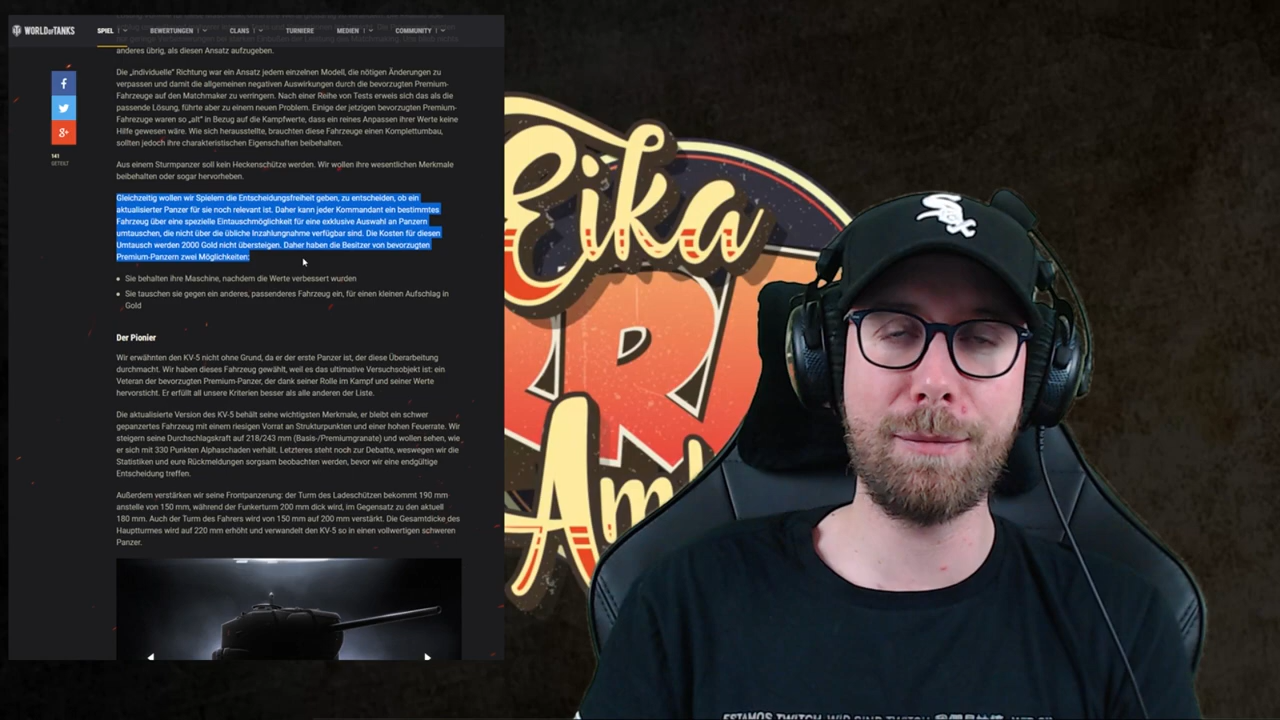 WORLD OF TANKS
SPIEL
BEWERTUNGEN
CLANS
TURNIERE
MEDIEN
COMMUNITY
anderes übrig, als diesen Ansatz aufzugeben.
Die „individuelle" Richtung war ein Ansatz jedem einzelnen Modell, die nötigen Änderungen zu
verpassen und damit die allgemeinen negativen Auswirkungen durch die bevorzugten Premium-
Fahrzeuge auf den Matchmaker zu verringern. Nach einer Reihe von Tests erweis sich das als die
passende Lösung, führte aber zu einem neuen Problem. Einige der jetzigen bevorzugten Premium-
Fahrezuge waren so „alt" in Bezug auf die Kampfwerte, dass ein reines Anpassen ihrer Werte keine
Hilfe gewesen wäre. Wie sich herausstellte, brauchten diese Fahrzeuge einen Komplettumbau,
sollten jedoch ihre charakteristischen Eigenschaften beibehalten.
Aus einem Sturmpanzer soll kein Heckenschütze werden. Wir wollen ihre wesentlichen Merkmale
beibehalten oder sogar hervorheben.
Gleichzeitig wollen wir Spielern die Entscheidungsfreiheit geben, zu entscheiden, ob ein
aktualisierter Panzer für sie noch relevant ist. Daher kann jeder Kommandant ein bestimmtes
Fahrzeug über eine spezielle Eintauschmöglichkeit für eine exklusive Auswahl an Panzern
umtauschen, die nicht über die übliche Inzahlungnahme verfügbar sind. Die Kosten für diesen
Umtausch werden 2000 Gold nicht übersteigen. Daher haben die Besitzer von bevorzugten
Premium-Panzern zwei Möglichkeiten:
Sie behalten ihre Maschine, nachdem die Werte verbessert wurden
Sie tauschen sie gegen ein anderes, passenderes Fahrzeug ein, für einen kleinen Aufschlag in
Gold
Der Pionier
Wir erwähnten den KV-5 nicht ohne Grund, da er der erste Panzer ist, der diese Überarbeitung
durchmacht. Wir haben dieses Fahrzeug gewählt, weil es das ultimative Versuchsobjekt ist: ein
Veteran der bevorzugten Premium-Panzer, der dank seiner Rolle im Kampf und seiner Werte
hervorsticht. Er erfüllt all unsere Kriterien besser als alle anderen der Liste.
Die aktualisierte Version des KV-5 behält seine wichtigsten Merkmale, er bleibt ein schwer
gepanzertes Fahrzeug mit einem riesigen Vorrat an Strukturpunkten und einer hohen Feuerrate. Wir
steigern seine Durchschlagskraft auf 218/243 mm (Basis-/Premiumgranate) und wollen sehen, wie
er sich mit 330 Punkten Alphaschaden verhält. Letzteres steht noch zur Debatte, weswegen wir die
Statistiken und eure Rückmeldungen sorgsam beobachten werden, bevor wir eine endgültige
Entscheidung treffen.
Außerdem verstärken wir seine Frontpanzerung: der Turm des Ladeschützen bekommt 190 mm
anstelle von 150 mm, während der Funkerturm 200 mm dick wird, im Gegensatz zu den aktuell
180 mm. Auch der Turm des Fahrers wird von 150 mm auf 200 mm verstärkt. Die Gesamtdicke des
Hauptturmes wird auf 220 mm erhöht und verwandelt den KV-5 so in einen vollwertigen schweren
Panzer.
f
8+
141
GETEILT
Eika
Sox
ESTAMOS TWITCH WIR SIND TWITCH